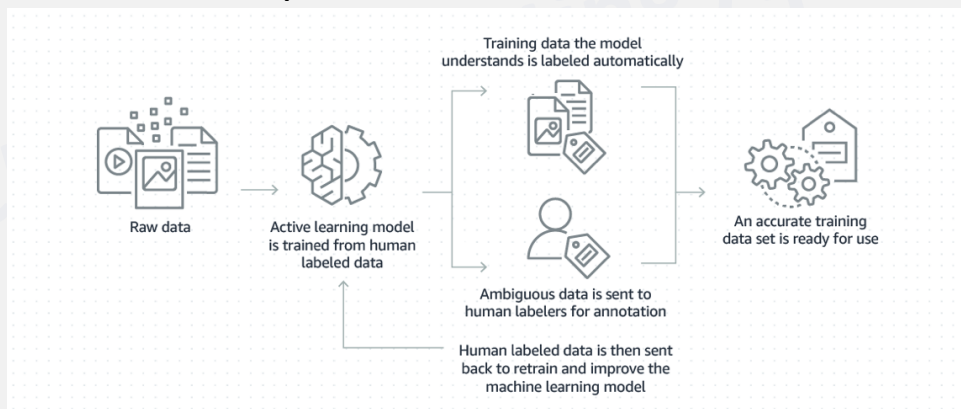 Training data the model
understands is labeled automatically
Raw data
Active learning model
is trained from human
labeled data
An accurate training
data set is ready for use
Ambiguous data is sent to
human labelers for annotation
Human labeled data is then sent
back to retrain and improve the
machine learning model